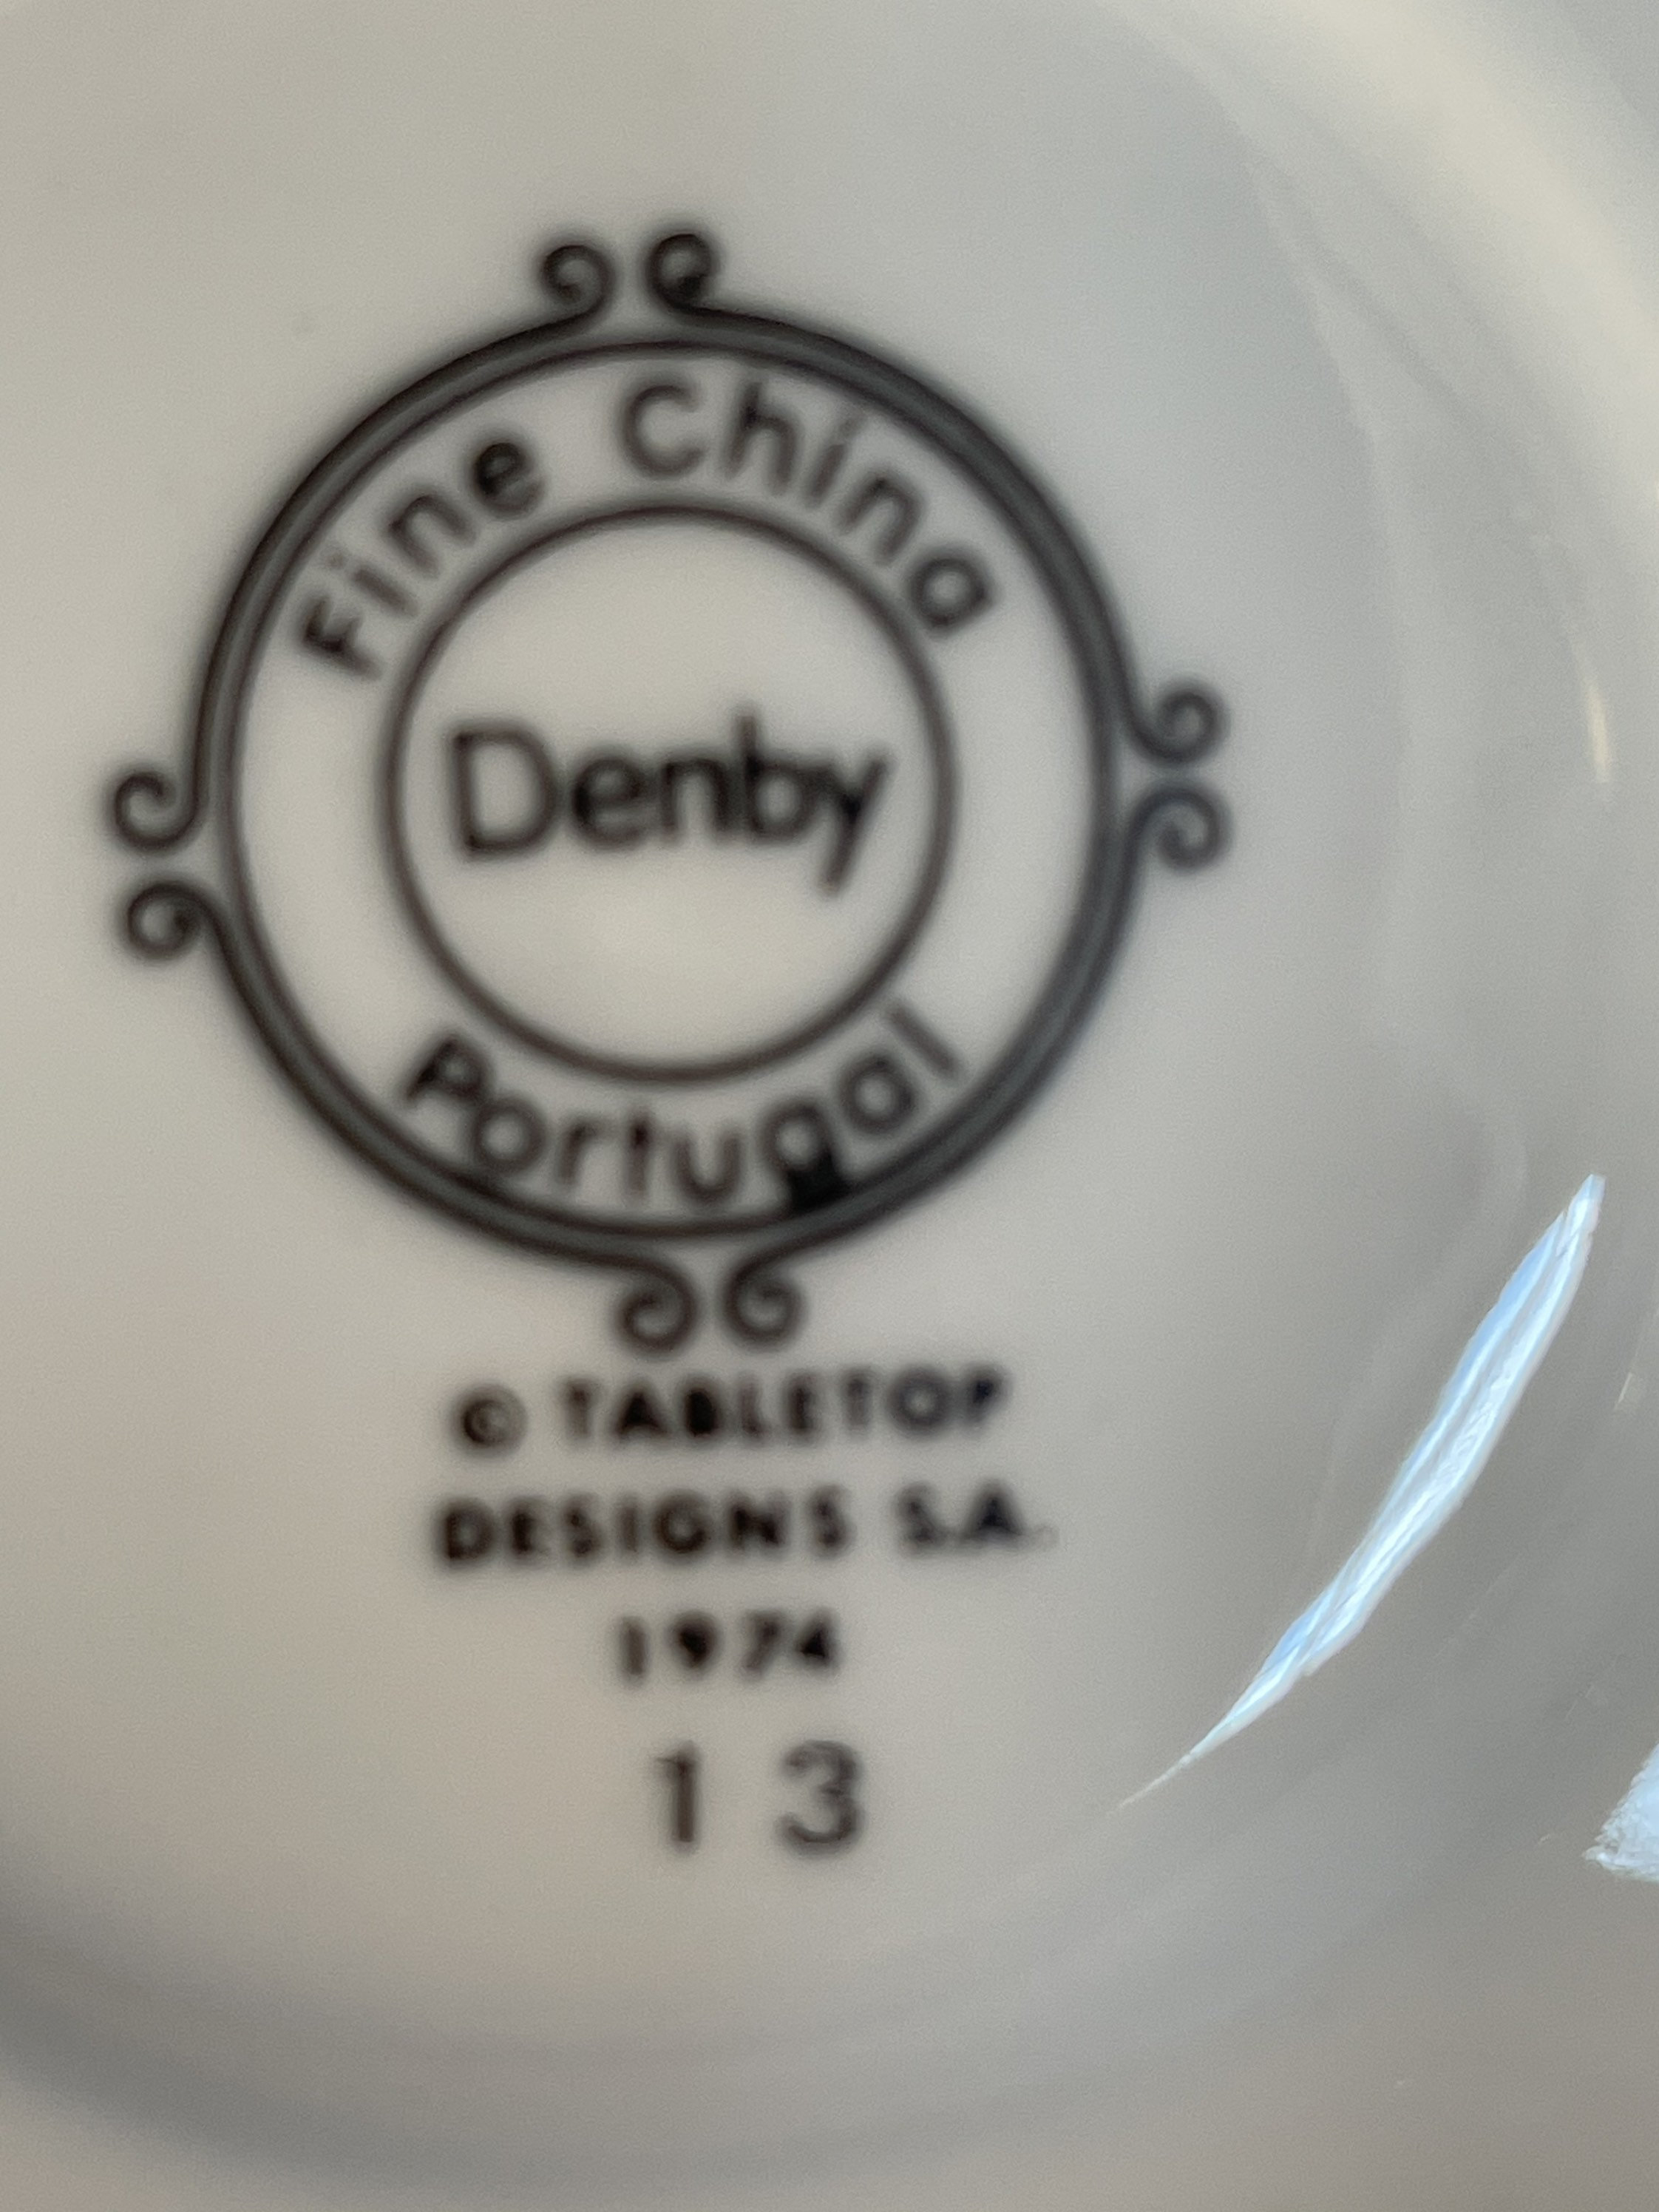 Fine China
Denby
Portugal
© TABLETOP
DESIGNS S.A.
1974
13